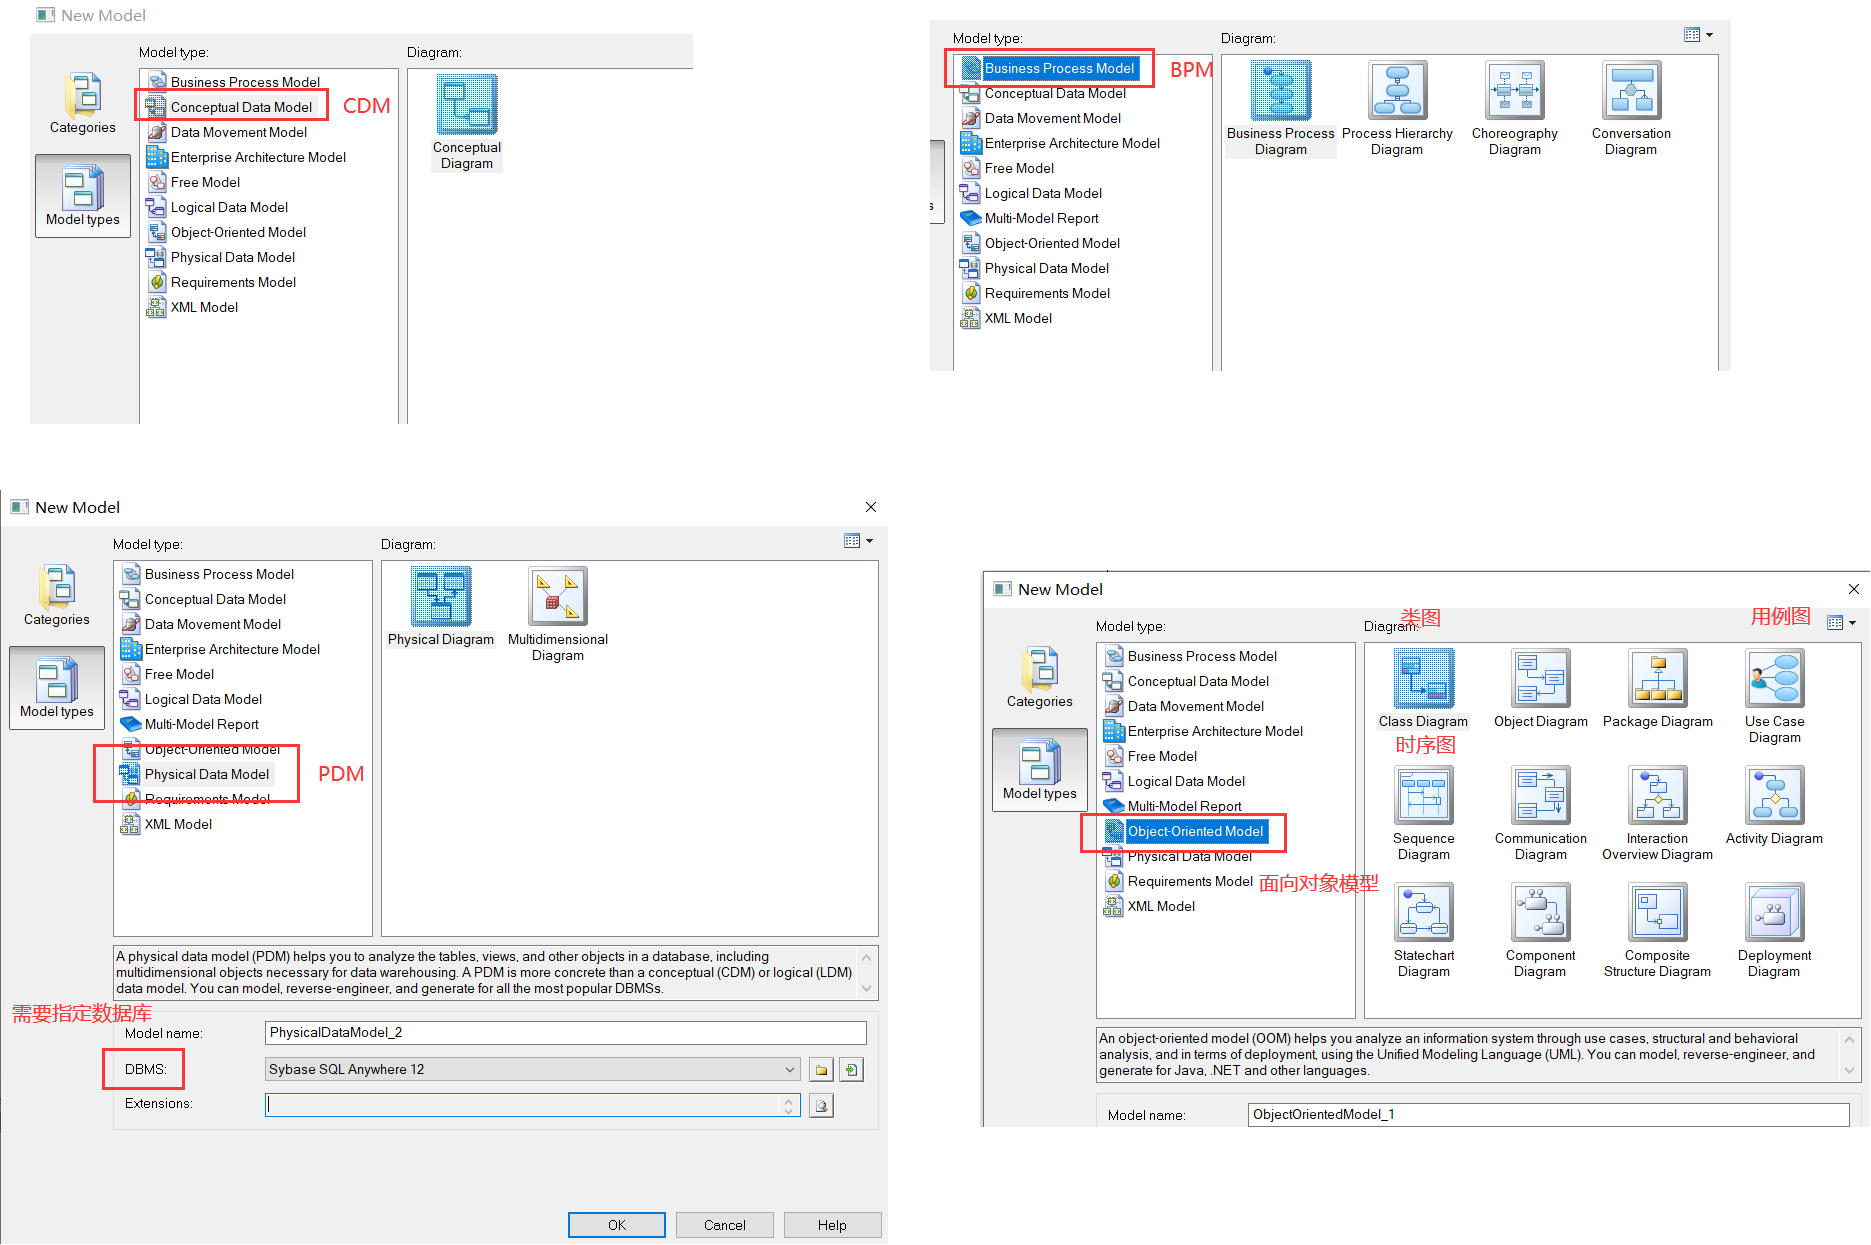 New Model
Model type:
Diagram:
Categories
Model types
Business Process Model
Conceptual Data Model
CDM
Data Movement Model
Enterprise Architecture Model
Free Model
Logical Data Model
Object-Oriented Model
Physical Data Model
Requirements Model
XML Model
Conceptual
Diagram
Model type:
Diagram:
s
Business Process Model
BPM
Conceptual Data Model
Data Movement Model
Enterprise Architecture Model
Free Model
Logical Data Model
Multi-Model Report
Object-Oriented Model
Physical Data Model
Requirements Model
XML Model
Business Process
Diagram
Process Hierarchy
Diagram
Choreography
Diagram
Conversation
Diagram
New Model
Model type:
Diagram:
Categories
Model types
Business Process Model
Conceptual Data Model
Data Movement Model
Enterprise Architecture Model
Free Model
Logical Data Model
Multi-Model Report
Object-Oriented Model
Physical Data Model
PDM
Requirements Model
XML Model
Physical Diagram
Multidimensional
Diagram
A physical data model (PDM) helps you to analyze the tables, views, and other objects in a database, including
multidimensional objects necessary for data warehousing. A PDM is more concrete than a conceptual (CDM) or logical (LDM)
data model. You can model, reverse-engineer, and generate for all the most popular DBMSs.
需要指定数据库
Model name:
PhysicalDataModel_2
DBMS:
Sybase SQL Anywhere 12
Extensions:
OK
Cancel
Help
New Model
Model type:
Diagram:
类图
用例图
Categories
Model types
Business Process Model
Conceptual Data Model
Data Movement Model
Enterprise Architecture Model
Free Model
Logical Data Model
Multi-Model Report
Object-Oriented Model
Physical Data Model
Requirements Model
面向对象模型
XML Model
Class Diagram
Object Diagram
Package Diagram
Use Case
Diagram
时序图
Sequence
Diagram
Communication
Diagram
Interaction
Overview Diagram
Activity Diagram
Statechart
Diagram
Component
Diagram
Composite
Structure Diagram
Deployment
Diagram
An object-oriented model (OOM) helps you analyze an information system through use cases, structural and behavioral
analysis, and in terms of deployment, using the Unified Modeling Language (UML). You can model, reverse-engineer, and
generate for Java, .NET and other languages.
Model name:
ObjectOrientedModel_1